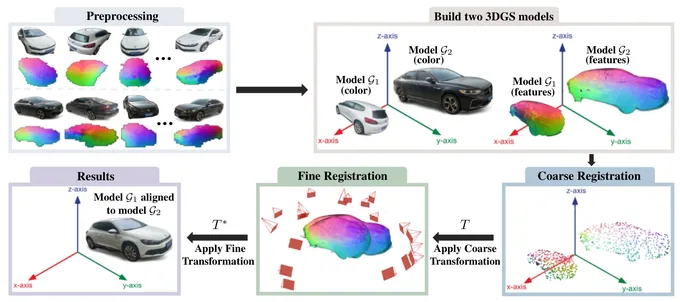 Preprocessing
...
...
Build two 3DGS models
z-axis
Model G₁
(color)
Model G₂
(color)
x-axis
y-axis
z-axis
Model G₁
(features)
Model G₂
(features)
x-axis
y-axis
Coarse Registration
z-axis
x-axis
y-axis
T
Apply Coarse
Transformation
Fine Registration
T*
Apply Fine
Transformation
Results
z-axis
Model G₁ aligned
to model G₂
x-axis
y-axis